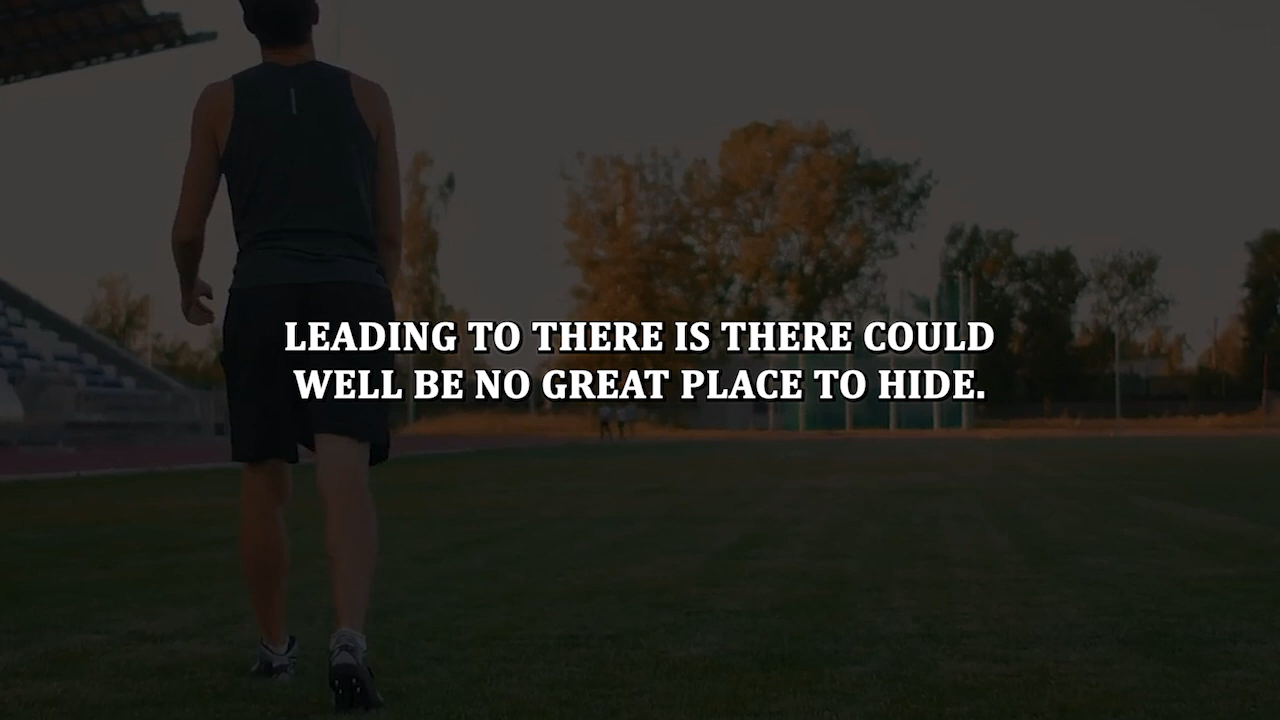 LEADING TO THERE IS THERE COULD
WELL BE NO GREAT PLACE TO HIDE.